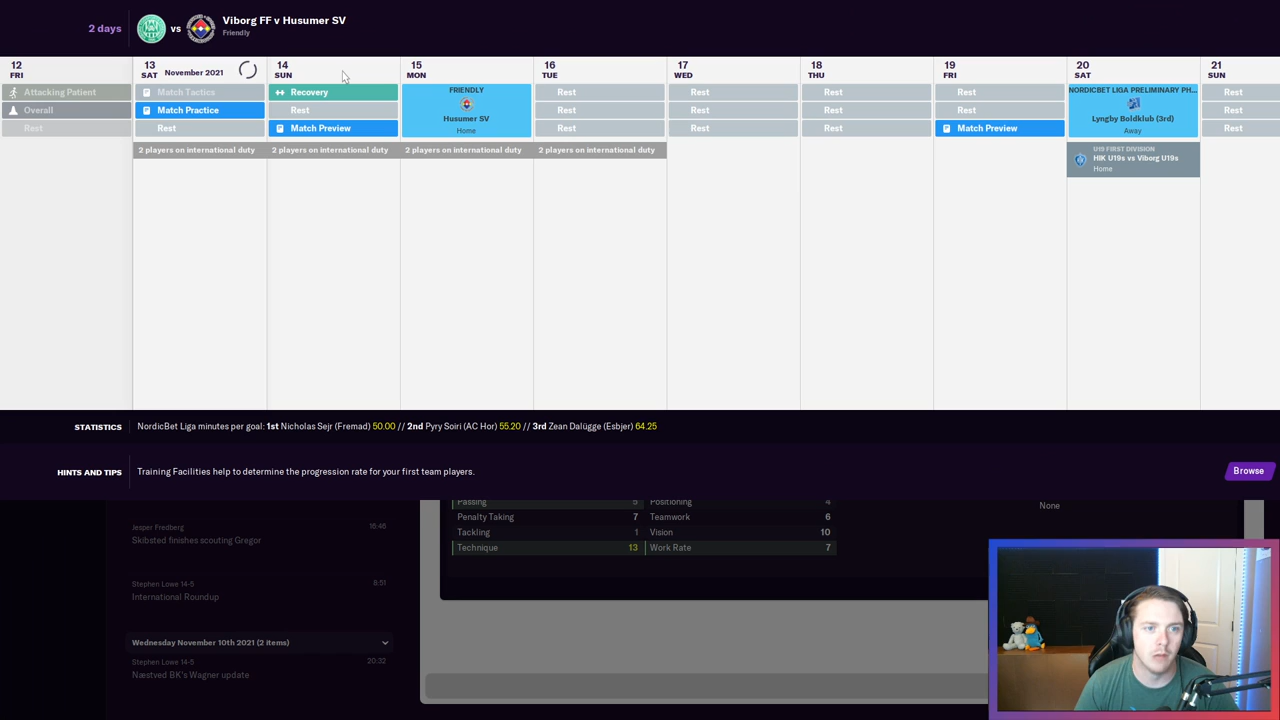 2 days
vs
Viborg FF v Husumer SV
Friendly
12
FRI
13
SAT
November 2021
14
SUN
15
MON
16
TUE
17
WED
18
THU
19
FRI
20
SAT
21
SUN
Attacking Patient
Overall
Rest
Match Tactics
Match Practice
Rest
Recovery
Rest
Match Preview
FRIENDLY
Husumer SV
Home
Rest
Rest
Rest
Rest
Rest
Rest
Rest
Rest
Rest
Rest
Rest
Match Preview
NORDICBET LIGA PRELIMINARY PH...
Lyngby Boldklub (3rd)
Away
Rest
Rest
Rest
2 players on international duty
2 players on international duty
2 players on international duty
2 players on international duty
U19 FIRST DIVISION
HIK U19s vs Viborg U19s
Home
STATISTICS
NordicBet Liga minutes per goal: 1st Nicholas Sejr (Fremad) 50.00 // 2nd Pyry Soiri (AC Hor) 55.20 // 3rd Zean Dalügge (Esbjer) 64.25
HINTS AND TIPS
Training Facilities help to determine the progression rate for your first team players.
Browse
Passing 5 Positioning 4
Penalty Taking 7 Teamwork 6
Tackling 1 Vision 10
Technique 13 Work Rate 7
None
Jesper Fredberg 16:46
Skibsted finishes scouting Gregor
Stephen Lowe 14-5 8:51
International Roundup
Wednesday November 10th 2021 (2 items)
Stephen Lowe 14-5 20:32
Næstved BK's Wagner update